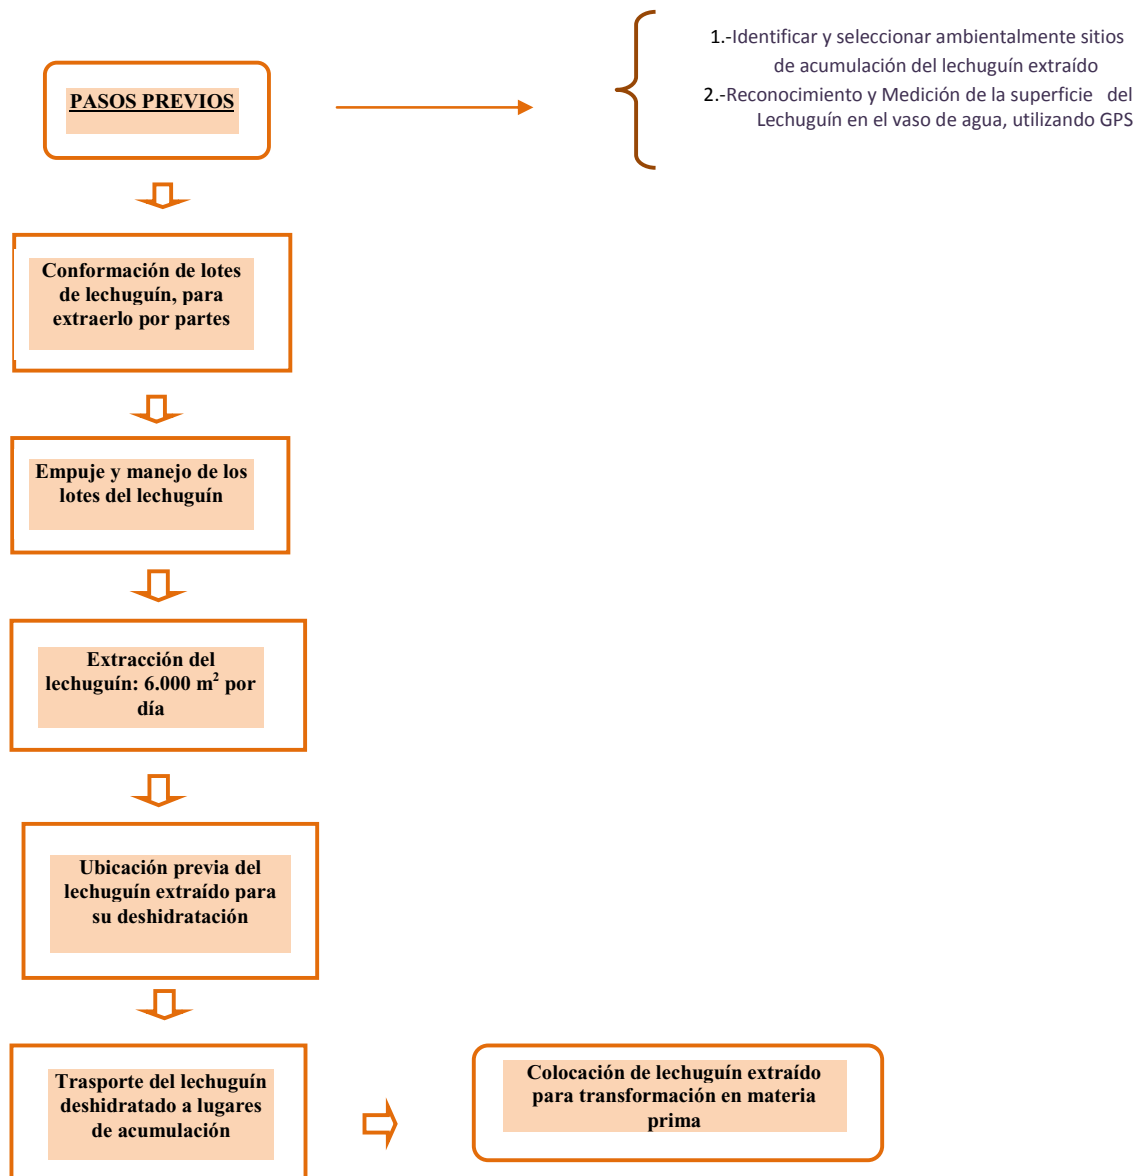 PASOS PREVIOS
1.-Identificar y seleccionar ambientalmente sitios
de acumulación del lechuguín extraído
2.-Reconocimiento y Medición de la superficie del
Lechuguín en el vaso de agua, utilizando GPS
Conformación de lotes
de lechuguín, para
extraerlo por partes
Empuje y manejo de los
lotes del lechuguín
Extracción del
lechuguín: 6.000 m² por
día
Ubicación previa del
lechuguín extraído para
su deshidratación
Trasporte del lechuguín
deshidratado a lugares
de acumulación
Colocación de lechuguín extraído
para transformación en materia
prima